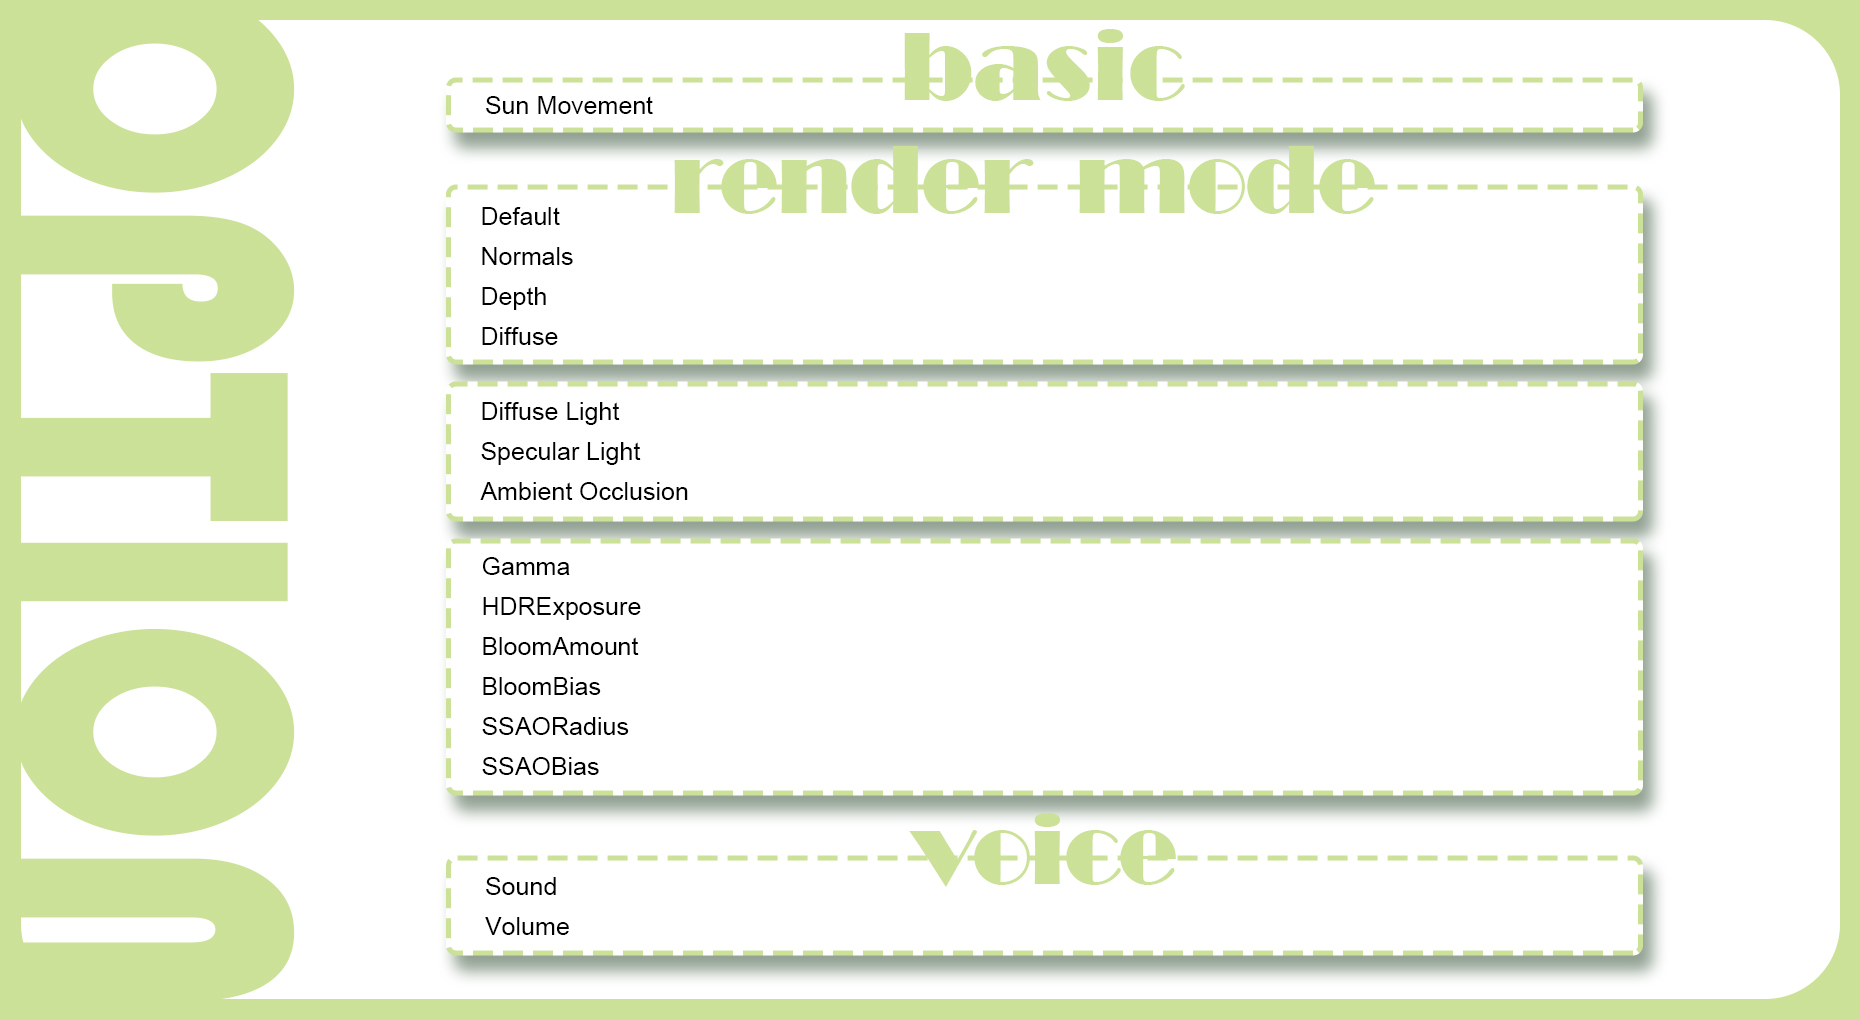 OPTION
basic
Sun Movement
render mode
Default
Normals
Depth
Diffuse
Diffuse Light
Specular Light
Ambient Occlusion
Gamma
HDRExposure
BloomAmount
BloomBias
SSAORadius
SSAOBias
voice
Sound
Volume